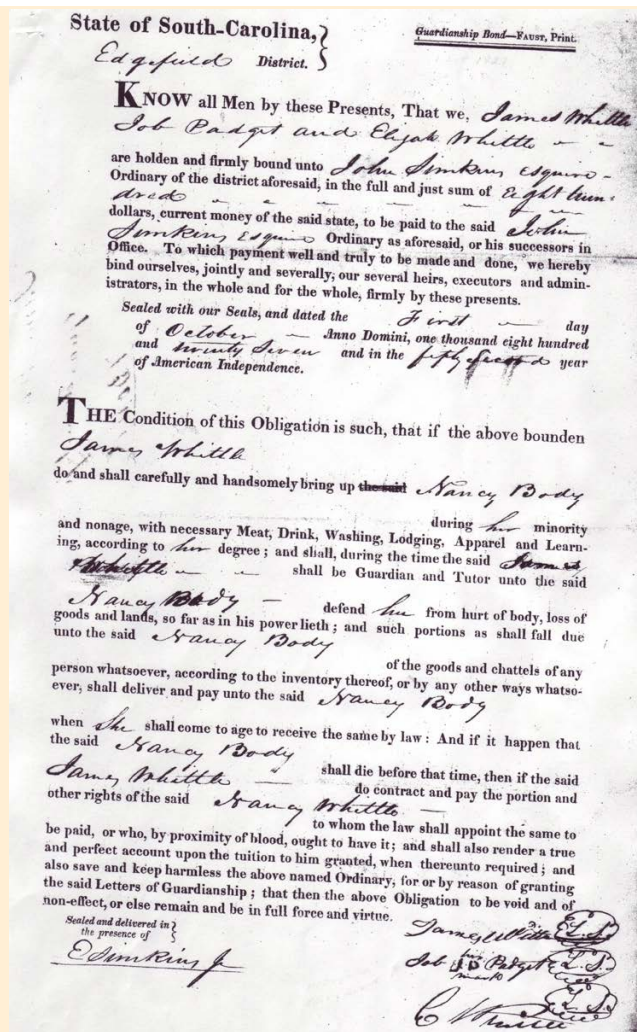 State of South-Carolina,
Guardianship Bond—FAUST, Print.
Edgefield District.
KNOW all Men by these Presents, That we, James Whittle
Job Padget and Elijah Whittle
are holden and firmly bound unto John Simkins esquire
Ordinary of the district aforesaid, in the full and just sum of Eight hun-
dred
dollars, current money of the said state, to be paid to the said John
Simkins Esquire Ordinary as aforesaid, or his successors in
Office. To which payment well and truly to be made and done, we hereby
bind ourselves, jointly and severally, our several heirs, executors and admin-
istrators, in the whole and for the whole, firmly by these presents.
Sealed with our Seals, and dated the First day
of October Anno Domini, one thousand eight hundred
and twenty Seven and in the fifty Second year
of American Independence.
THE Condition of this Obligation is such, that if the above bounden
James Whittle
do and shall carefully and handsomely bring up the said Nancy Body
during her minority
and nonage, with necessary Meat, Drink, Washing, Lodging, Apparel and Learn-
ing, according to her degree; and shall, during the time the said James
Whittle shall be Guardian and Tutor unto the said
Nancy Body defend her from hurt of body, loss of
goods and lands, so far as in his power lieth; and such portions as shall fall due
unto the said Nancy Body
of the goods and chattels of any
person whatsoever, according to the inventory thereof, or by any other ways whatso-
ever, shall deliver and pay unto the said Nancy Body
when She shall come to age to receive the same by law: And if it happen that
the said Nancy Body
shall die before that time, then if the said
James Whittle do contract and pay the portion and
other rights of the said Nancy Whittle
to whom the law shall appoint the same to
be paid, or who, by proximity of blood, ought to have it; and shall also render a true
and perfect account upon the tuition to him granted, when thereunto required; and
also save and keep harmless the above named Ordinary, for or by reason of granting
the said Letters of Guardianship; that then the above Obligation to be void and of
non-effect, or else remain and be in full force and virtue.
Sealed and delivered in
the presence of
E Simkins Jr
James Whittle L.S.
his
Job Padget L.S.
mark
E Whittle L.S.